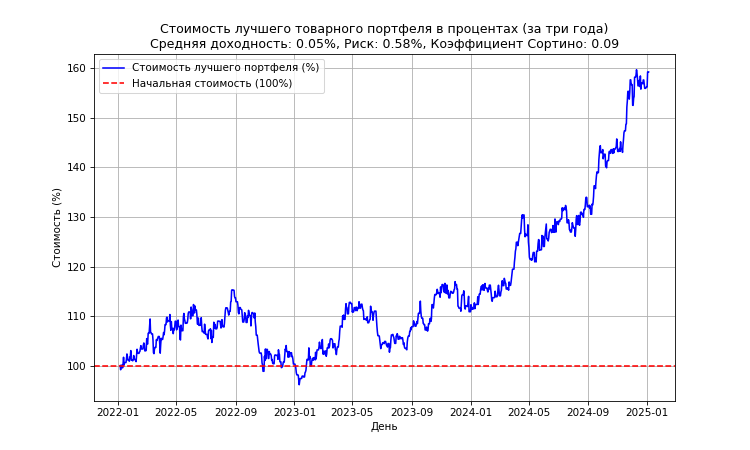 Стоимость лучшего товарного портфеля в процентах (за три года)
Средняя доходность: 0.05%, Риск: 0.58%, Коэффициент Сортино: 0.09
Стоимость лучшего портфеля (%)
Начальная стоимость (100%)
Стоимость (%)
160
150
140
130
120
110
100
2022-01 2022-05 2022-09 2023-01 2023-05 2023-09 2024-01 2024-05 2024-09 2025-01
День